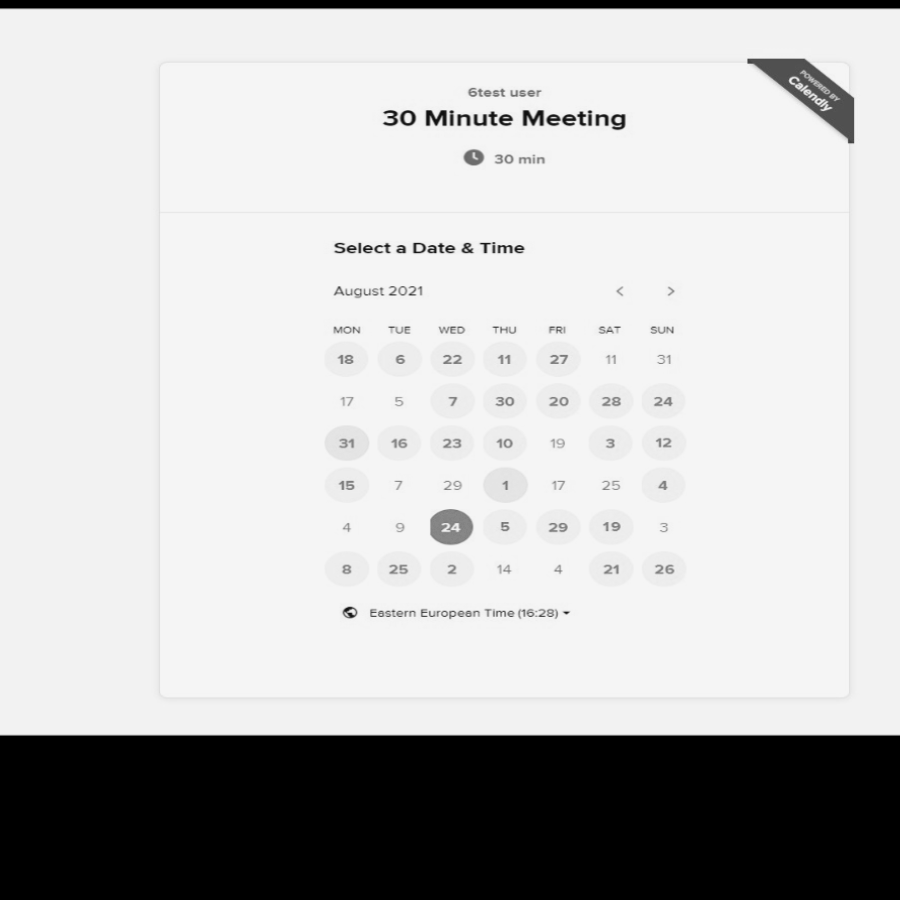 6test user
POWERED BY
Calendly
30 Minute Meeting
30 min
Select a Date & Time
August 2021
MON TUE WED THU FRI SAT SUN
18 6 22 11 27 11 31
17 5 7 30 20 28 24
31 16 23 10 19 3 12
15 7 29 1 17 25 4
4 9 24 5 29 19 3
8 25 2 14 4 21 26
Eastern European Time (16:28)